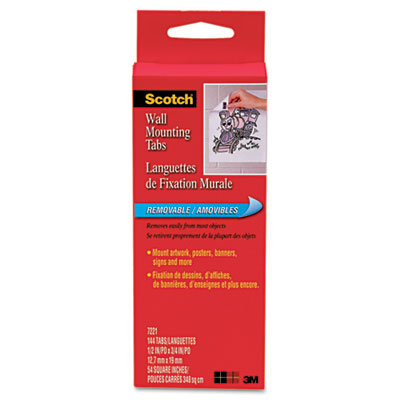 Scotch
Wall
Mounting
Tabs
Languettes
de Fixation Murale
REMOVABLE / AMOVIBLES
Removes easily from most objects
Se retirent proprement de la plupart des objets
• Mount artwork, posters, banners,
signs and more
• Fixation de dessins, d'affiches,
de bannières, d'enseignes et plus encore.
7221
144 TABS/LANGUETTES
1/2 IN/PO x 3/4 IN/PO
12,7 mm x 19 mm
54 SQUARE INCHES/
POUCES CARRÉS 348 sq cm
3M